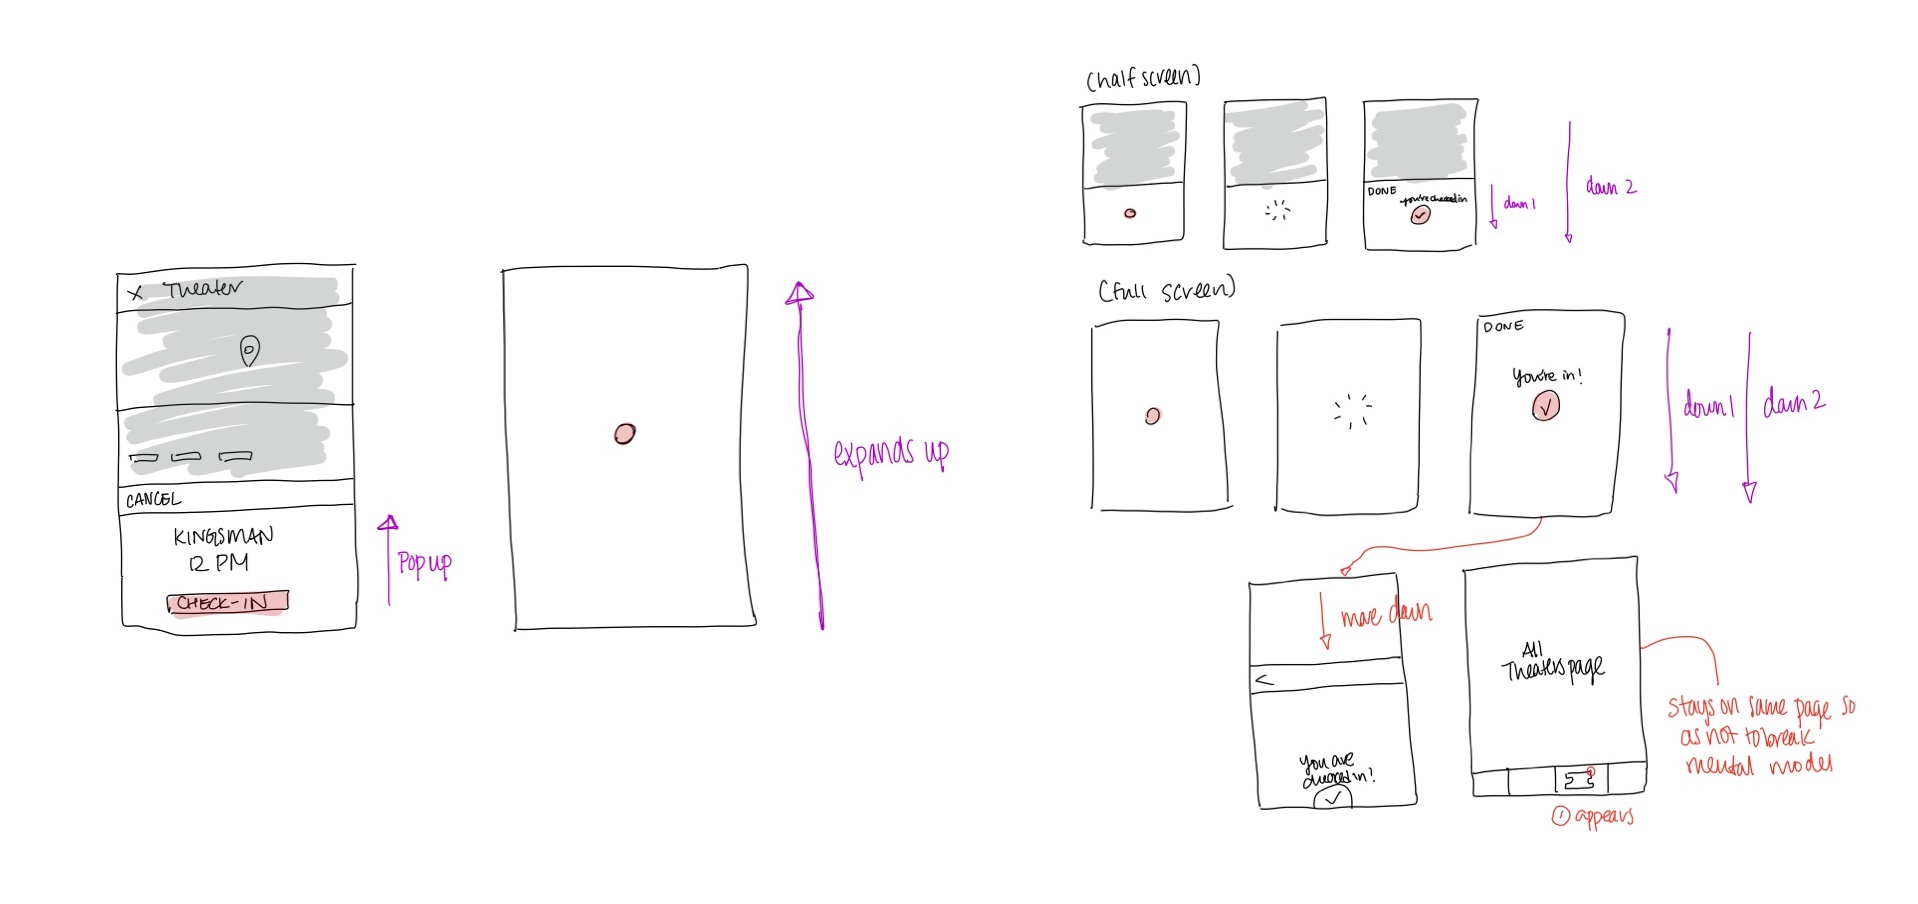 X Theater
CANCEL
KINGSMAN
12 PM
CHECK-IN
Pop up
expands up
(half screen)
DONE
you're checked in
down 1
down 2
(full screen)
DONE
You're in!
down 1
down 2
move down
<
You are
checked in!
All
Theaters page
stays on same page so
as not to break
mental model
① appears